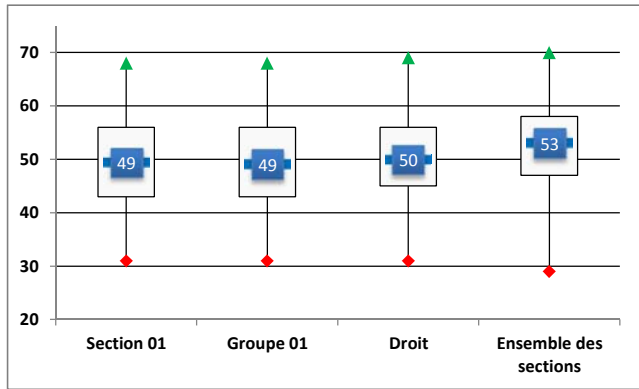 70
60
50
40
30
20
49
49
50
53
Section 01
Groupe 01
Droit
Ensemble des
sections